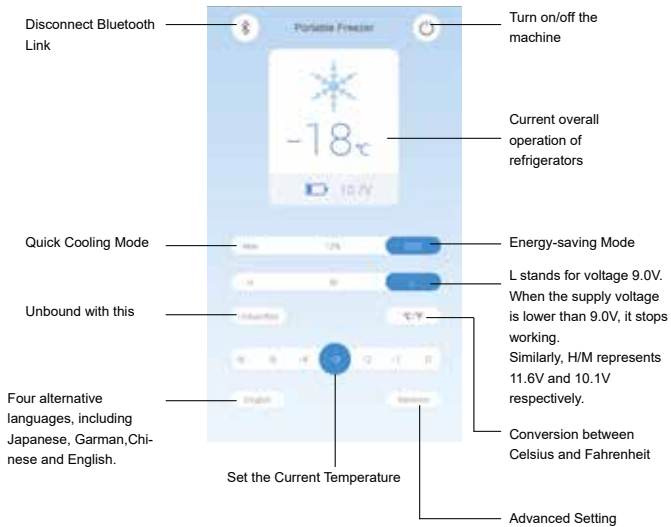 Disconnect Bluetooth
Link
Portable Freezer
Turn on/off the
machine
-18℃
Current overall
operation of
refrigerators
Quick Cooling Mode
Energy-saving Mode
L stands for voltage 9.0V.
When the supply voltage
is lower than 9.0V, it stops
working.
Similarly, H/M represents
11.6V and 10.1V
respectively.
Unbound with this
℃/℉
Four alternative
languages, including
Japanese, Garman,Chi-
nese and English.
English
Set the Current Temperature
Conversion between
Celsius and Fahrenheit
Advanced Setting